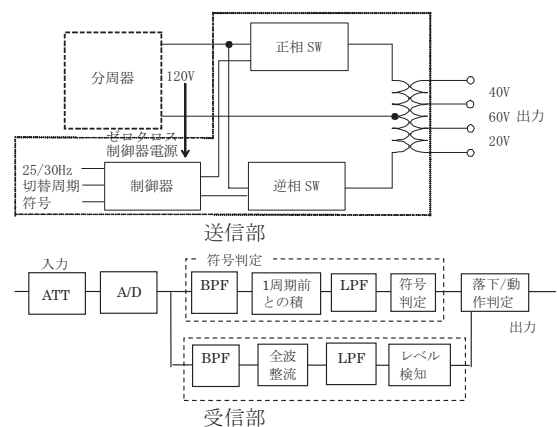 正相 SW
分周器
120V
40V
60V 出力
20V
ゼロクロス
制御器電源
25/30Hz
切替周期
符号
制御器
逆相 SW
送信部
入力
符号判定
ATT
A/D
BPF
1周期前
との積
LPF
符号
判定
落下/動
作判定
出力
BPF
全波
整流
LPF
レベル
検知
受信部